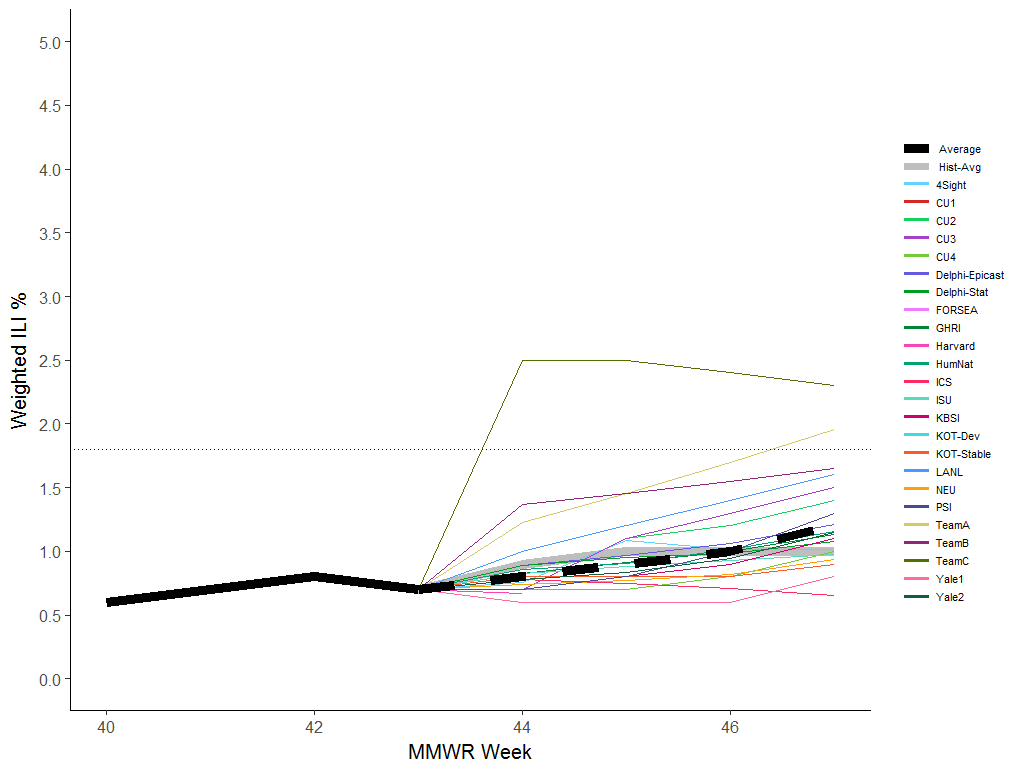 5.0
4.5
4.0
3.5
3.0
2.5
2.0
1.5
1.0
0.5
0.0
Weighted ILI %
40
42
44
46
MMWR Week
Average
Hist-Avg
4Sight
CU1
CU2
CU3
CU4
Delphi-Epicast
Delphi-Stat
FORSEA
GHRI
Harvard
HumNat
ICS
ISU
KBSI
KOT-Dev
KOT-Stable
LANL
NEU
PSI
TeamA
TeamB
TeamC
Yale1
Yale2